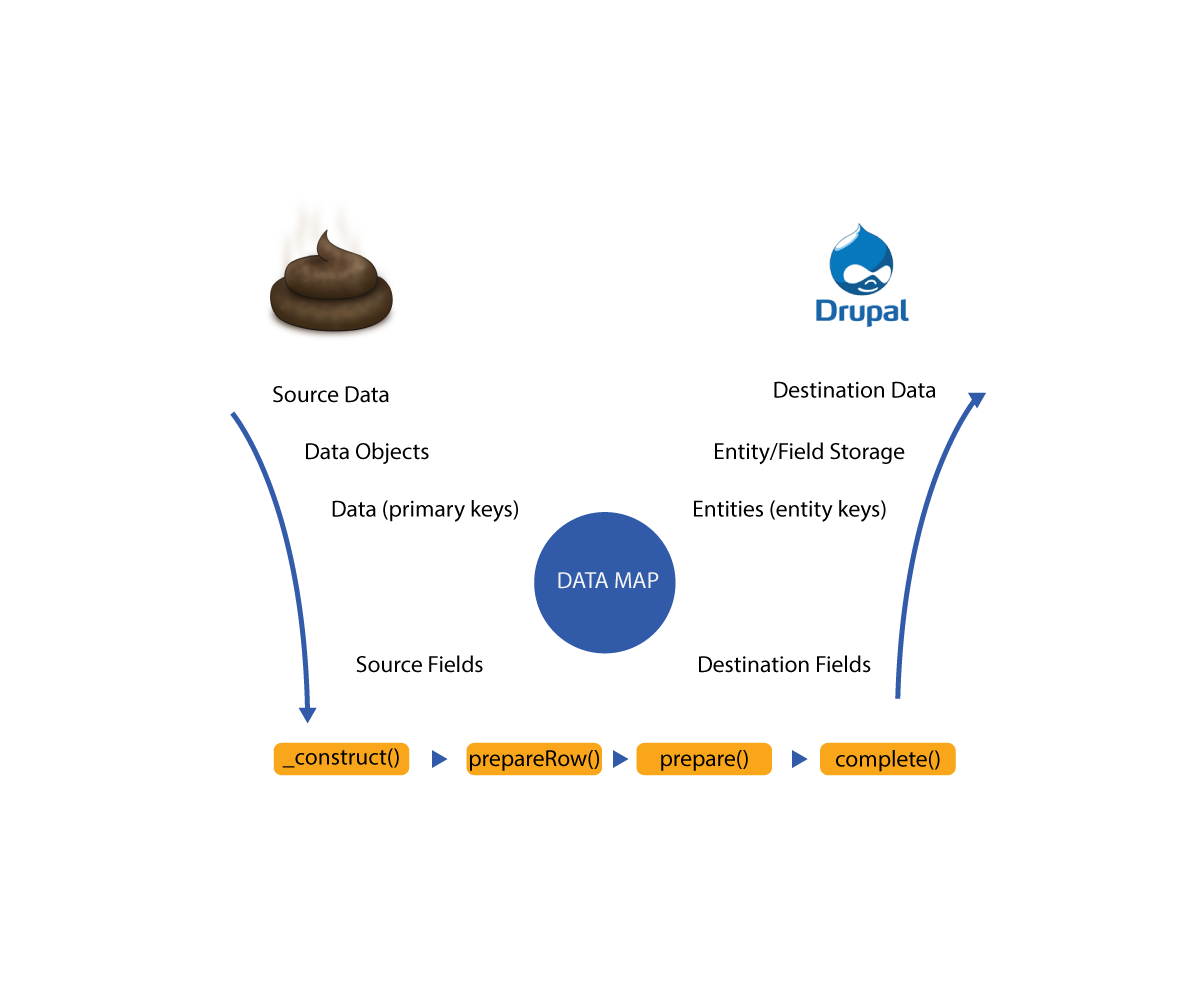 Drupal
Source Data
Destination Data
Data Objects
Entity/Field Storage
Data (primary keys)
Entities (entity keys)
DATA MAP
Source Fields
Destination Fields
_construct()
prepareRow()
prepare()
complete()